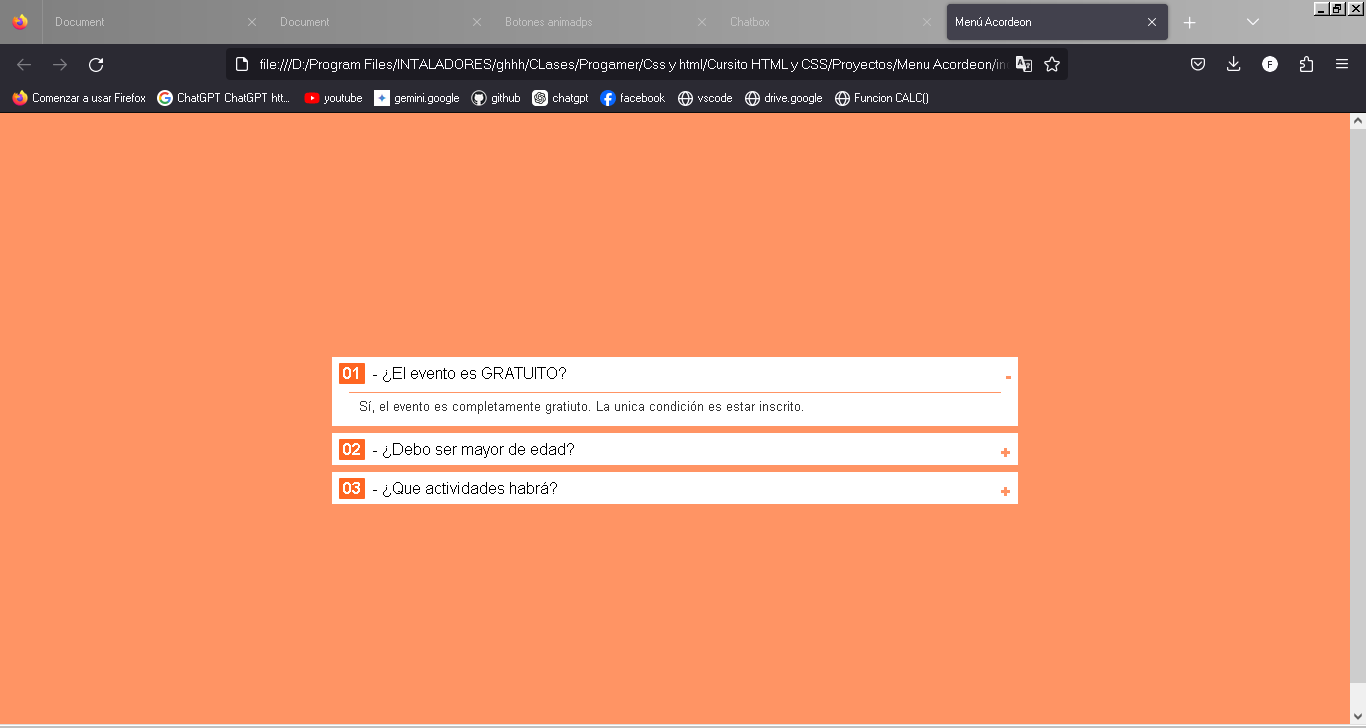 Document Document Botones animadps Chatbox Menú Acordeon
file:///D:/Program Files/INTALADORES/ghhh/CLases/Progamer/Css y html/Cursito HTML y CSS/Proyectos/Menu Acordeon/in
F
Comenzar a usar Firefox ChatGPT ChatGPT htt... youtube gemini.google github chatgpt facebook vscode drive.google Funcion CALC()
01 - ¿El evento es GRATUITO? -
Sí, el evento es completamente gratiuto. La unica condición es estar inscrito.
02 - ¿Debo ser mayor de edad? +
03 - ¿Que actividades habrá? +